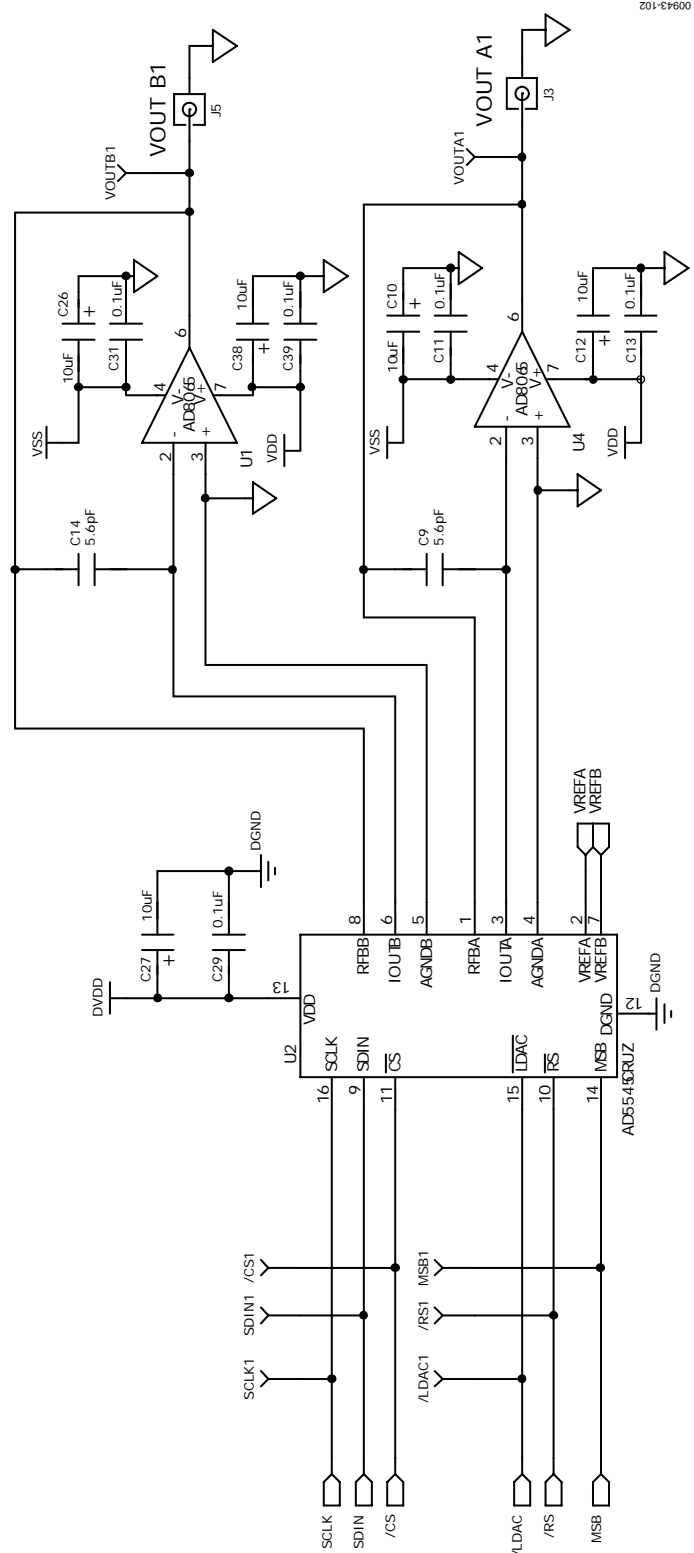 00943-102
VOUT B1
J5
VOUTB1
VOUT A1
J3
VOUTA1
C26
+
10uF
0.1uF
C31
10uF
C38
+
0.1uF
C39
VSS
VDD
6
4
7
V-
V+
-
+
2
3
U1
C14
5.6pF
C10
+
10uF
0.1uF
C11
10uF
C12
+
0.1uF
C13
VSS
VDD
6
4
7
V-
V+
-
+
2
3
U4
C9
5.6pF
DVDD
C27
+
10uF
C29
0.1uF
DGND
13
VDD
U2
8
RFBB
6
IOUTB
5
AGNDB
1
RFBA
3
IOUTA
4
AGNDA
2
VREFA
7
VREFB
VREFA
VREFB
12
DGND
DGND
16
SCLK
9
SDIN
11
CS
15
LDAC
10
RS
14
MSB
AD5545CRUZ
/CS1
SDIN1
SCLK1
MSB1
/RS1
/LDAC1
SCLK
SDIN
/CS
/LDAC
/RS
MSB